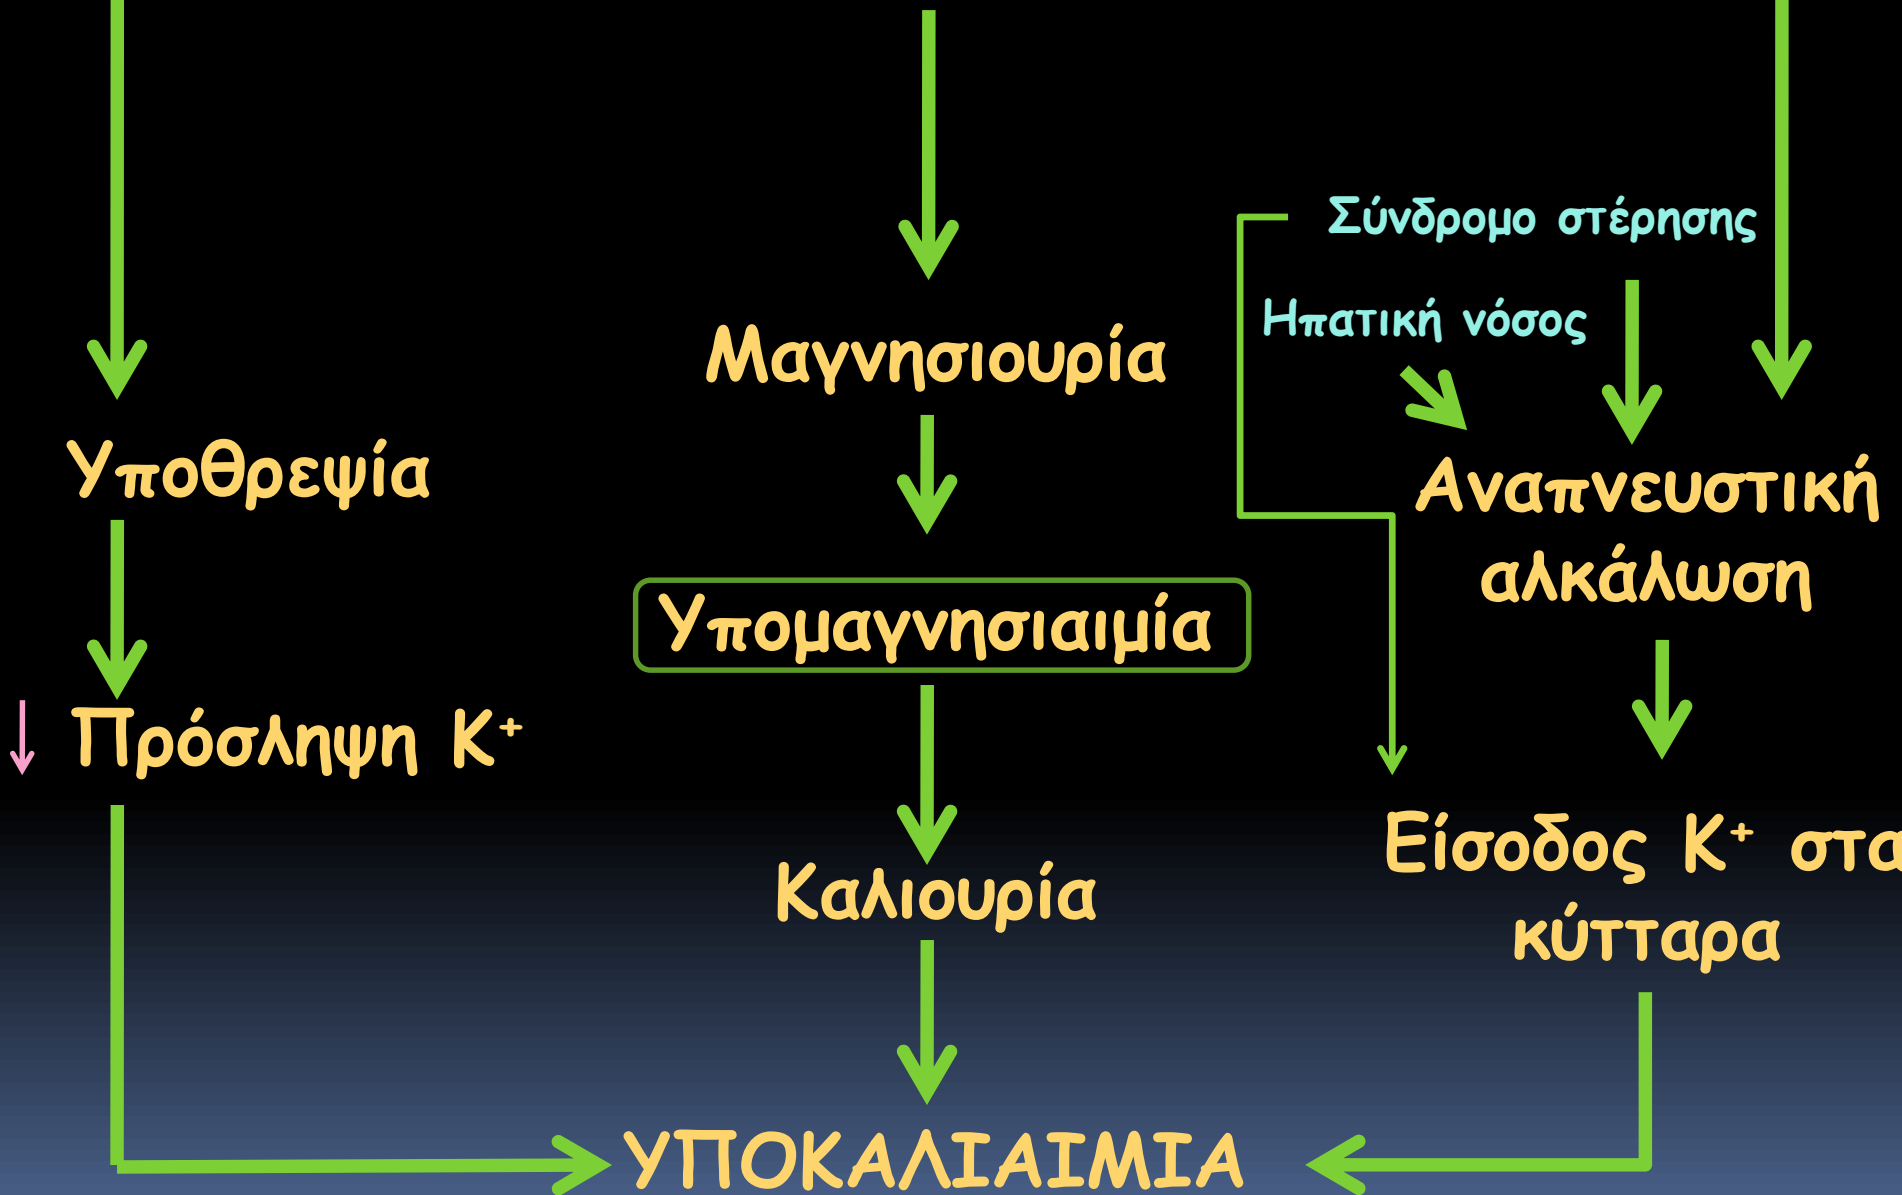 Σύνδρομο στέρησης
Ηπατική νόσος
Μαγνησιουρία
Υποθρεψία
Αναπνευστική
αλκάλωση
Υπομαγνησιαιμία
↓ Πρόσληψη Κ⁺
Είσοδος Κ⁺ στα
κύτταρα
Καλιουρία
ΥΠΟΚΑΛΙΑΙΜΙΑ